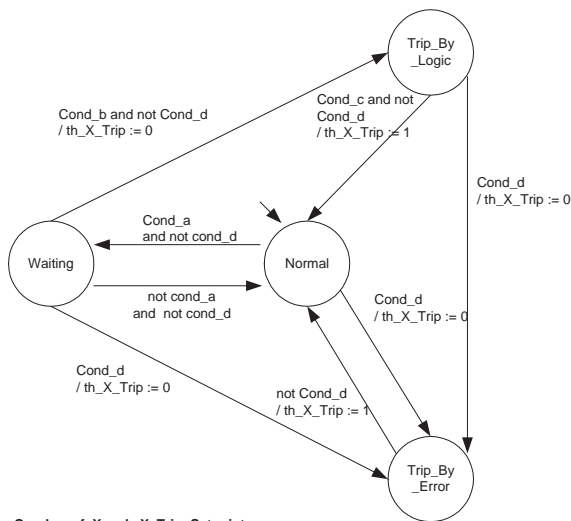 Trip_By
_Logic
Cond_b and not Cond_d
/ th_X_Trip := 0
Cond_c and not
Cond_d
/ th_X_Trip := 1
Cond_d
/ th_X_Trip := 0
Cond_a
and not cond_d
Waiting
Normal
not cond_a
and not cond_d
Cond_d
/ th_X_Trip := 0
Cond_d
/ th_X_Trip := 0
not Cond_d
/ th_X_Trip := 1
Trip_By
_Error